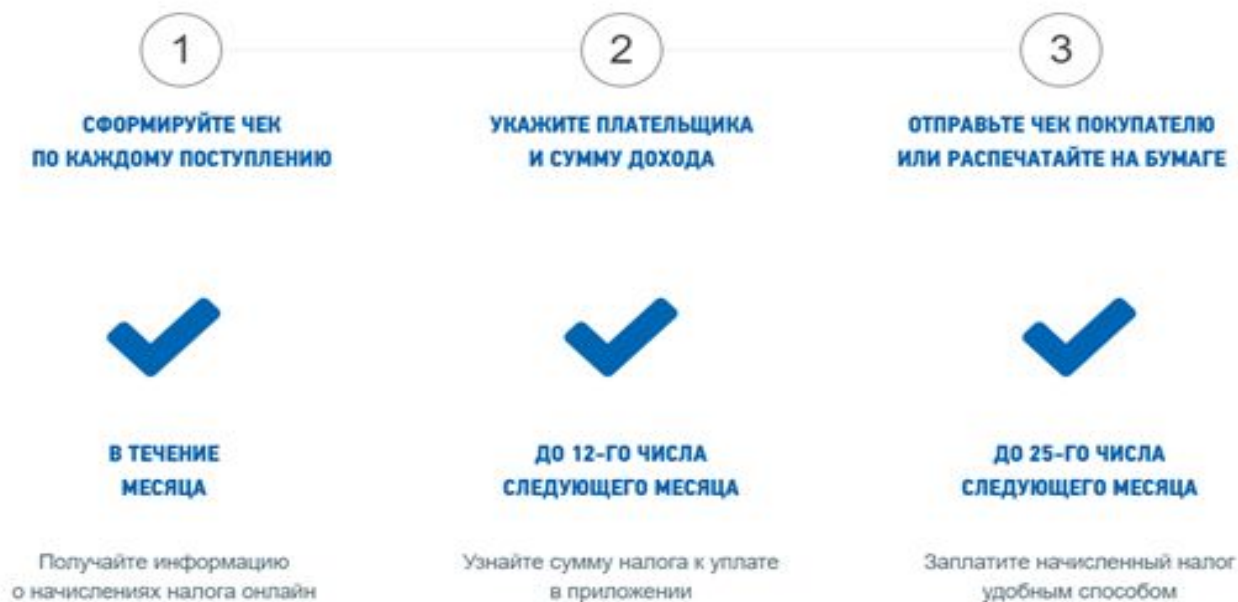 1
СФОРМИРУЙТЕ ЧЕК
ПО КАЖДОМУ ПОСТУПЛЕНИЮ
2
УКАЖИТЕ ПЛАТЕЛЬЩИКА
И СУММУ ДОХОДА
3
ОТПРАВЬТЕ ЧЕК ПОКУПАТЕЛЮ
ИЛИ РАСПЕЧАТАЙТЕ НА БУМАГЕ
В ТЕЧЕНИЕ
МЕСЯЦА
Получайте информацию
о начислениях налога онлайн
ДО 12-ГО ЧИСЛА
СЛЕДУЮЩЕГО МЕСЯЦА
Узнайте сумму налога к уплате
в приложении
ДО 25-ГО ЧИСЛА
СЛЕДУЮЩЕГО МЕСЯЦА
Заплатите начисленный налог
удобным способом